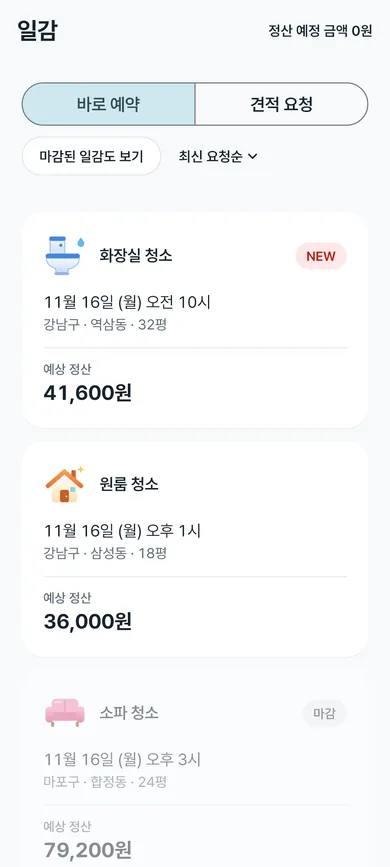 일감
정산 예정 금액 0원
바로 예약
견적 요청
마감된 일감도 보기
최신 요청순
화장실 청소
NEW
11월 16일 (월) 오전 10시
강남구 · 역삼동 · 32평
예상 정산
41,600원
원룸 청소
11월 16일 (월) 오후 1시
강남구 · 삼성동 · 18평
예상 정산
36,000원
소파 청소
마감
11월 16일 (월) 오후 3시
마포구 · 합정동 · 24평
예상 정산
79,200원